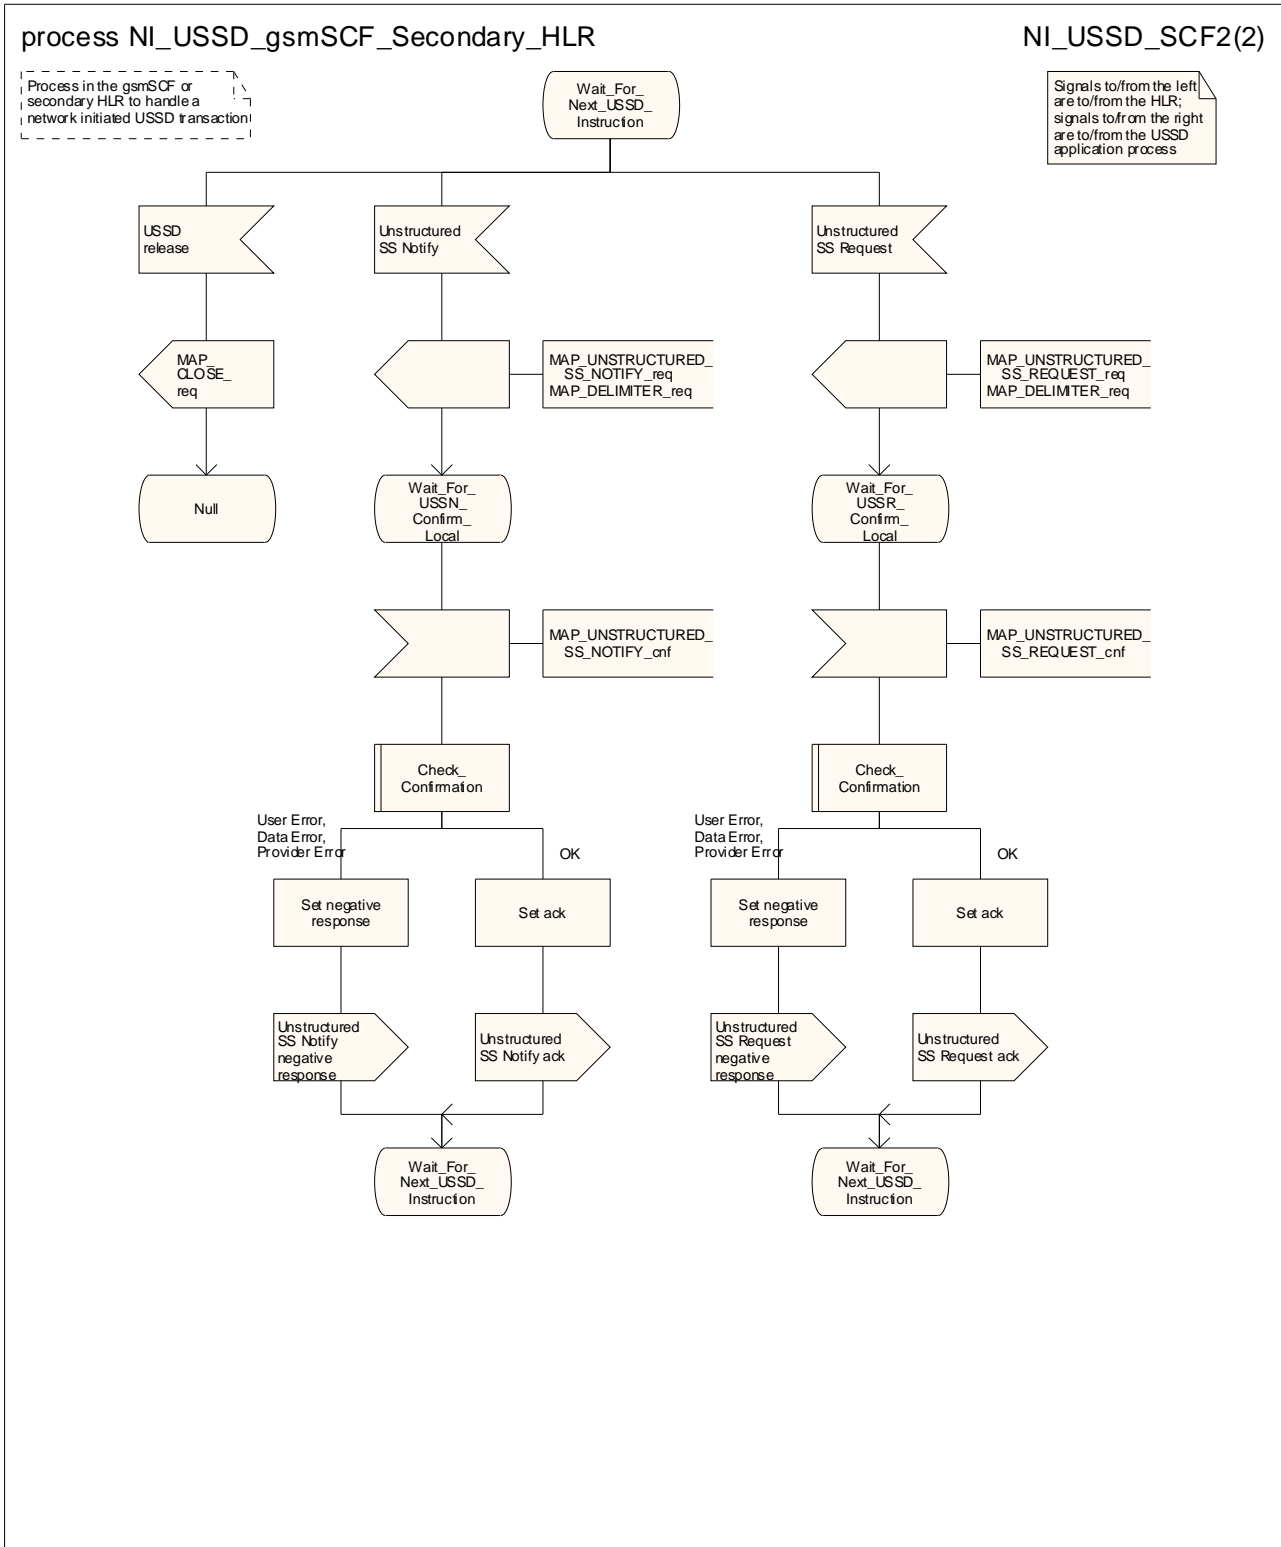 process NI_USSD_gsmSCF_Secondary_HLR
NI_USSD_SCF2(2)
Process in the gsmSCF or
secondary HLR to handle a
network initiated USSD transaction
Wait_For_
Next_USSD_
Instruction
Signals to/from the left
are to/from the HLR;
signals to/from the right
are to/from the USSD
application process
USSD
release
Unstructured
SS Notify
Unstructured
SS Request
MAP_
CLOSE_
req
MAP_UNSTRUCTURED_
SS_NOTIFY_req
MAP_DELIMITER_req
MAP_UNSTRUCTURED_
SS_REQUEST_req
MAP_DELIMITER_req
Null
Wait_For_
USSN_
Confirm_
Local
Wait_For_
USSR_
Confirm_
Local
MAP_UNSTRUCTURED_
SS_NOTIFY_cnf
MAP_UNSTRUCTURED_
SS_REQUEST_cnf
Check_
Confirmation
Check_
Confirmation
User Error,
Data Error,
Provider Error
OK
User Error,
Data Error,
Provider Error
OK
Set negative
response
Set ack
Set negative
response
Set ack
Unstructured
SS Notify
negative
response
Unstructured
SS Notify ack
Unstructured
SS Request
negative
response
Unstructured
SS Request ack
Wait_For_
Next_USSD_
Instruction
Wait_For_
Next_USSD_
Instruction